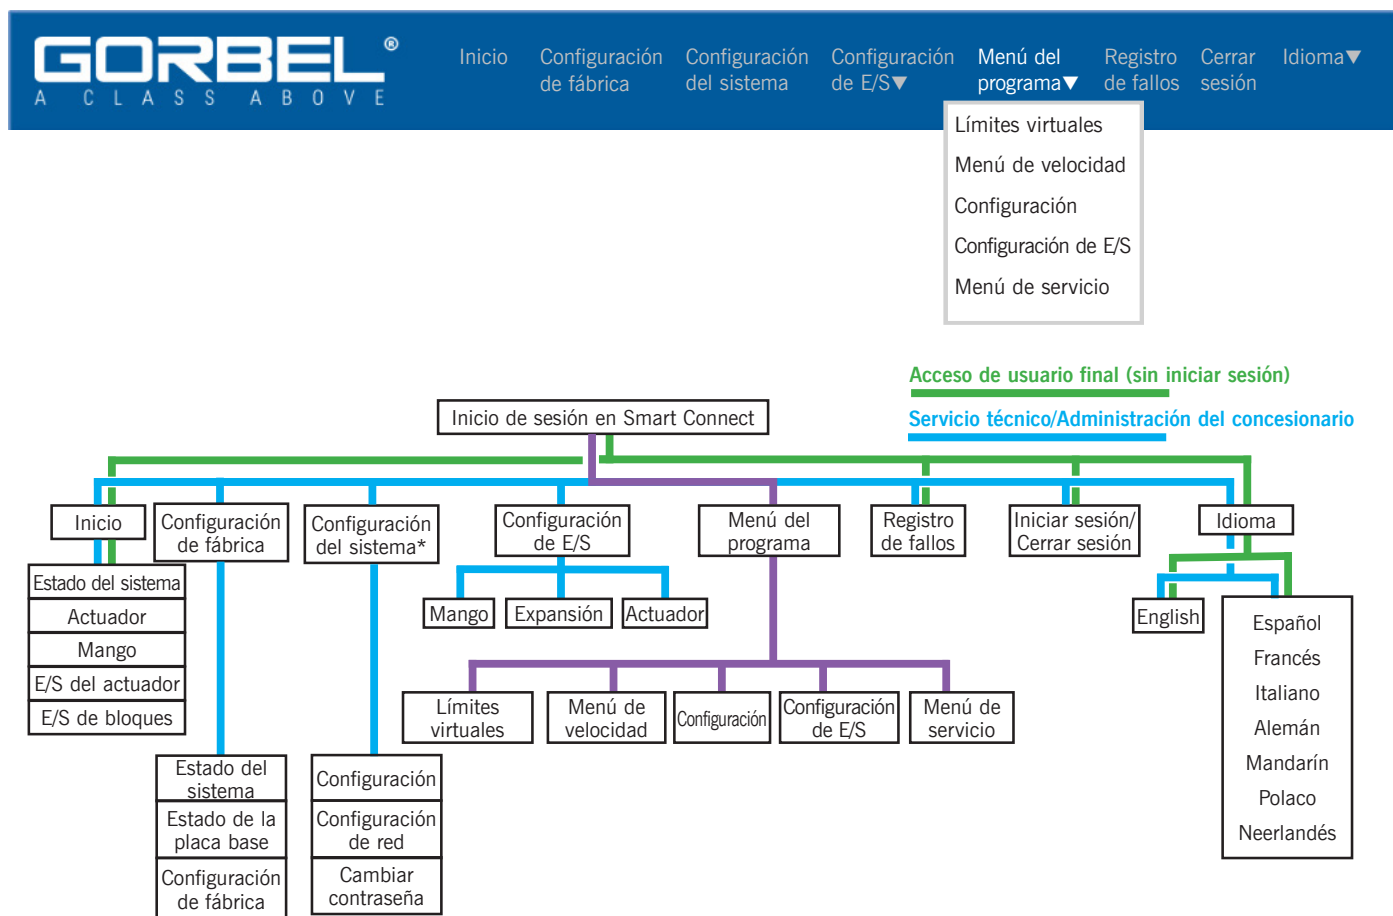 GORBEL®
A CLASS ABOVE
Inicio
Configuración
de fábrica
Configuración
del sistema
Configuración
de E/S▼
Menú del
programa▼
Registro
de fallos
Cerrar
sesión
Idioma▼
Límites virtuales
Menú de velocidad
Configuración
Configuración de E/S
Menú de servicio
Acceso de usuario final (sin iniciar sesión)
Servicio técnico/Administración del concesionario
Inicio de sesión en Smart Connect
Inicio
Configuración
de fábrica
Configuración
del sistema*
Configuración
de E/S
Menú del
programa
Registro
de fallos
Iniciar sesión/
Cerrar sesión
Idioma
Estado del sistema
Actuador
Mango
E/S del actuador
E/S de bloques
Mango
Expansión
Actuador
English
Español
Francés
Italiano
Alemán
Mandarín
Polaco
Neerlandés
Límites
virtuales
Menú de
velocidad
Configuración
Configuración
de E/S
Menú de
servicio
Estado del
sistema
Estado de la
placa base
Configuración
de fábrica
Configuración
Configuración
de red
Cambiar
contraseña